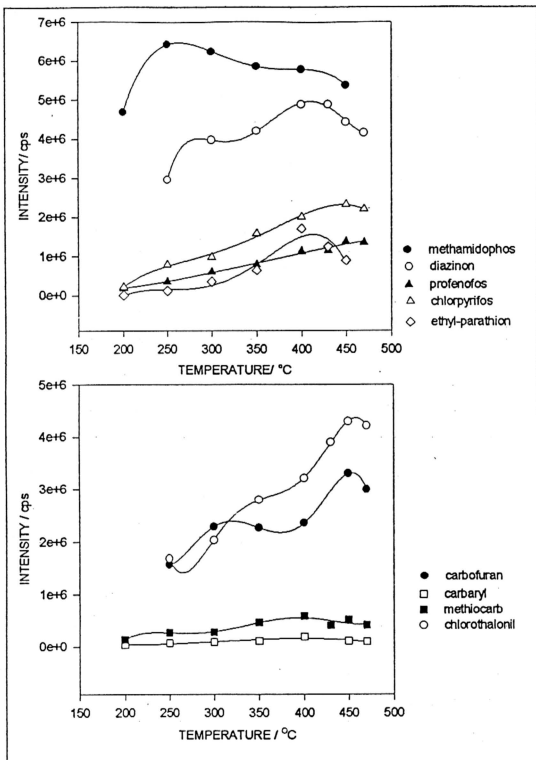 7e+6
6e+6
5e+6
4e+6
3e+6
2e+6
1e+6
0e+0
INTENSITY/ cps
200 250 300 350 400 450 500
TEMPERATURE/ °C
methamidophos
diazinon
profenofos
chlorpyrifos
ethyl-parathion
5e+6
4e+6
3e+6
2e+6
1e+6
0e+6
INTENSITY / cps
200 250 300 350 400 450 500
TEMPERATURE / °C
carbofuran
carbaryl
methiocarb
chlorothalonil